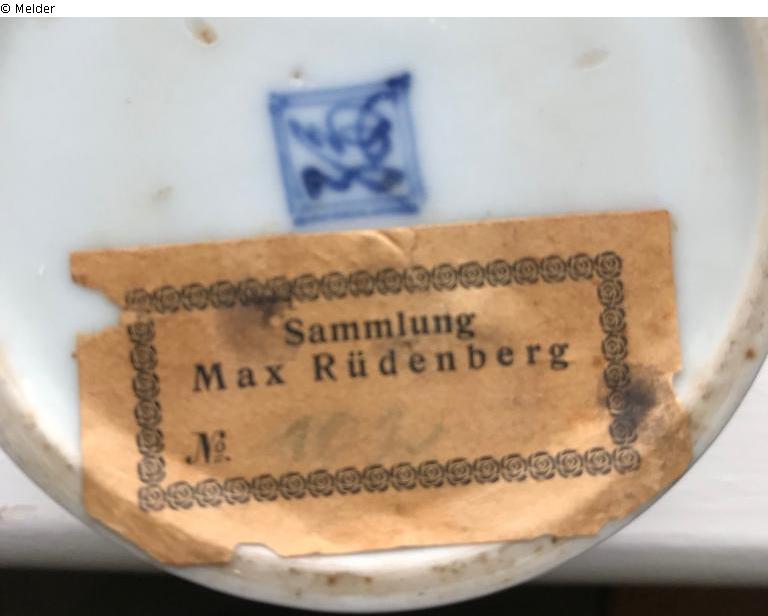 © Melder
Sammlung
Max Rüdenberg
№